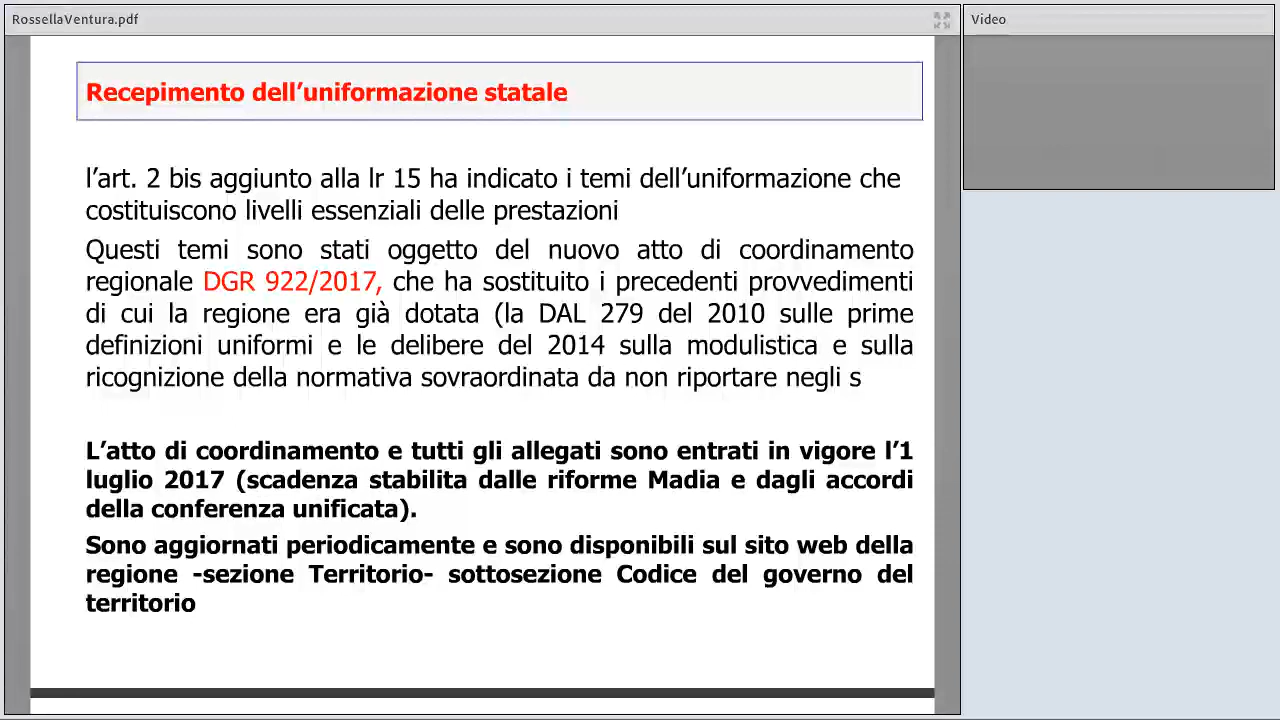 RossellaVentura.pdf
Video
Recepimento dell’uniformazione statale
l’art. 2 bis aggiunto alla lr 15 ha indicato i temi dell’uniformazione che
costituiscono livelli essenziali delle prestazioni
Questi temi sono stati oggetto del nuovo atto di coordinamento
regionale DGR 922/2017, che ha sostituito i precedenti provvedimenti
di cui la regione era già dotata (la DAL 279 del 2010 sulle prime
definizioni uniformi e le delibere del 2014 sulla modulistica e sulla
ricognizione della normativa sovraordinata da non riportare negli s
L’atto di coordinamento e tutti gli allegati sono entrati in vigore l’1
luglio 2017 (scadenza stabilita dalle riforme Madia e dagli accordi
della conferenza unificata).
Sono aggiornati periodicamente e sono disponibili sul sito web della
regione -sezione Territorio- sottosezione Codice del governo del
territorio